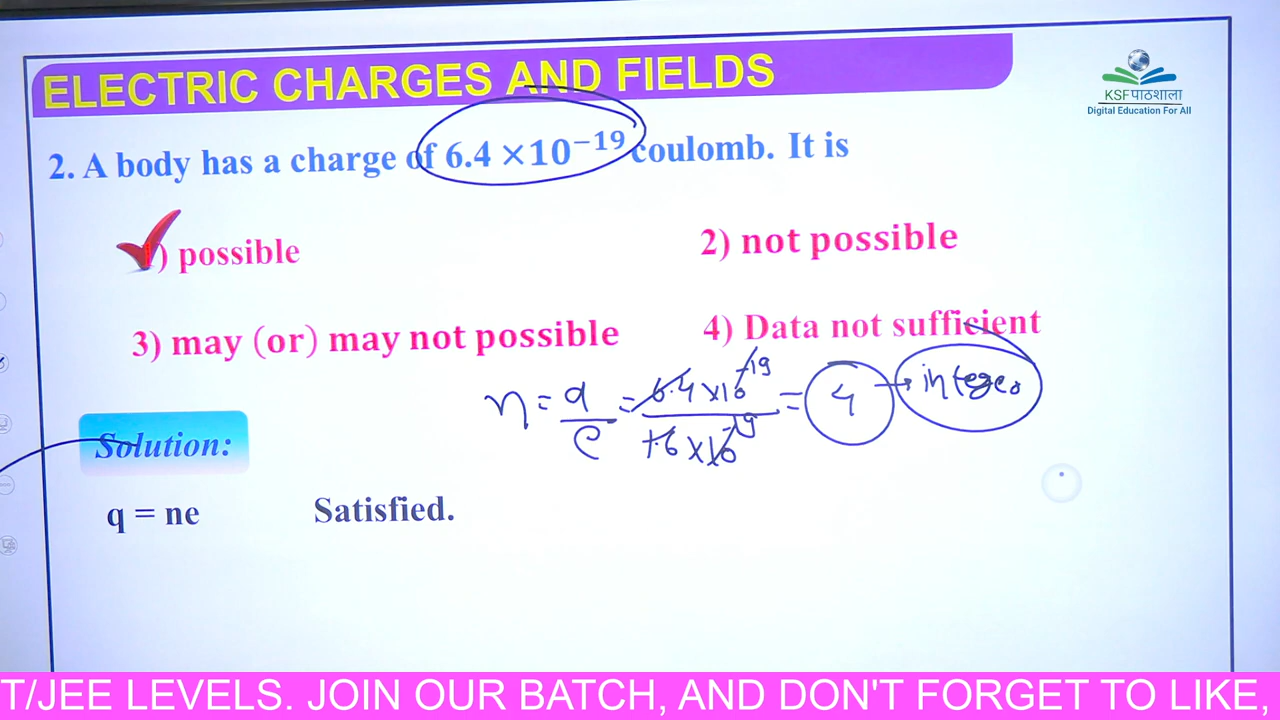 ELECTRIC CHARGES AND FIELDS
KSFपाठशाला
Digital Education For All
2. A body has a charge of 6.4 ×10⁻¹⁹ coulomb. It is
1) possible
2) not possible
3) may (or) may not possible
4) Data not sufficient
n = q/e = 6.4 × 10⁻¹⁹ / 1.6 × 10⁻¹⁹ = 4 → integer
Solution:
q = ne Satisfied.
T/JEE LEVELS. JOIN OUR BATCH, AND DON'T FORGET TO LIKE,